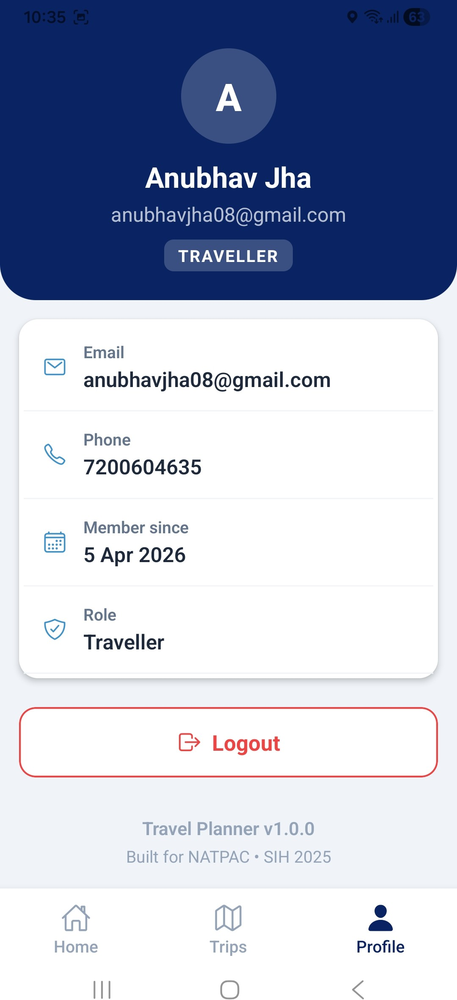 10:35
63
A
Anubhav Jha
anubhavjha08@gmail.com
TRAVELLER
Email
anubhavjha08@gmail.com
Phone
7200604635
Member since
5 Apr 2026
Role
Traveller
Logout
Travel Planner v1.0.0
Built for NATPAC • SIH 2025
Home
Trips
Profile